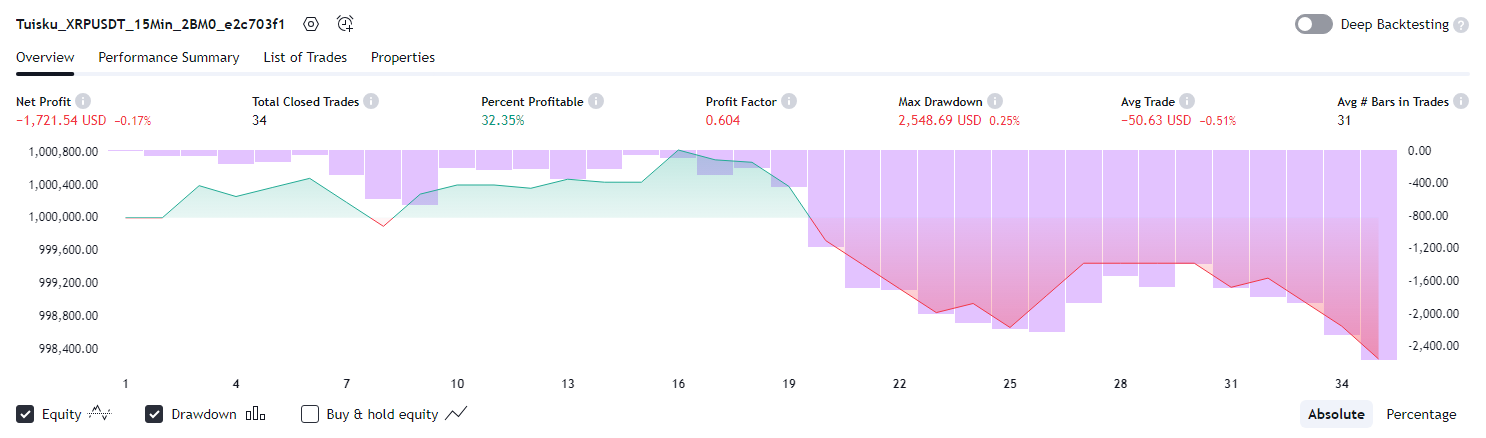 Tuisku_XRPUSDT_15Min_2BM0_e2c703f1 Deep Backtesting ?
Overview Performance Summary List of Trades Properties
Net Profit i Total Closed Trades i Percent Profitable i Profit Factor i Max Drawdown i Avg Trade i Avg # Bars in Trades i
−1,721.54 USD −0.17% 34 32.35% 0.604 2,548.69 USD 0.25% −50.63 USD −0.51% 31
1,000,800.00 0.00
1,000,400.00 -400.00
1,000,000.00 -800.00
999,600.00 -1,200.00
999,200.00 -1,600.00
998,800.00 -2,000.00
998,400.00 -2,400.00
1 4 7 10 13 16 19 22 25 28 31 34
Equity Drawdown Buy & hold equity Absolute Percentage